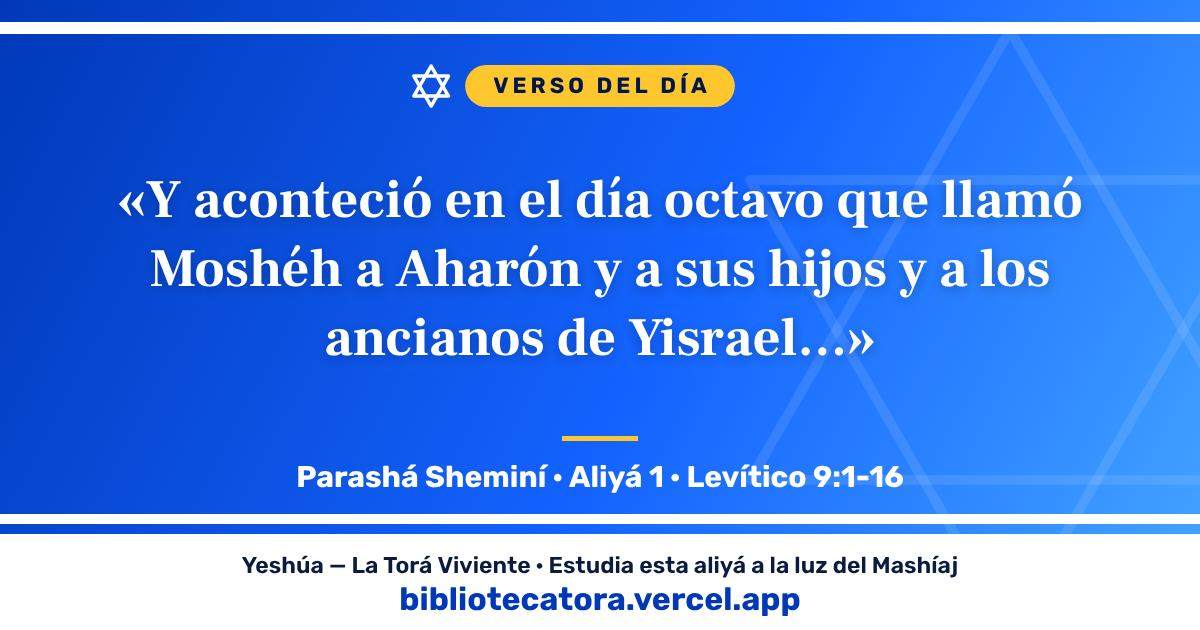 VERSO DEL DÍA
«Y aconteció en el día octavo que llamó
Moshéh a Aharón y a sus hijos y a los
ancianos de Yisrael...»
Parashá Sheminí • Aliyá 1 • Levítico 9:1-16
Yeshúa — La Torá Viviente • Estudia esta aliyá a la luz del Mashíaj
bibliotecatora.vercel.app